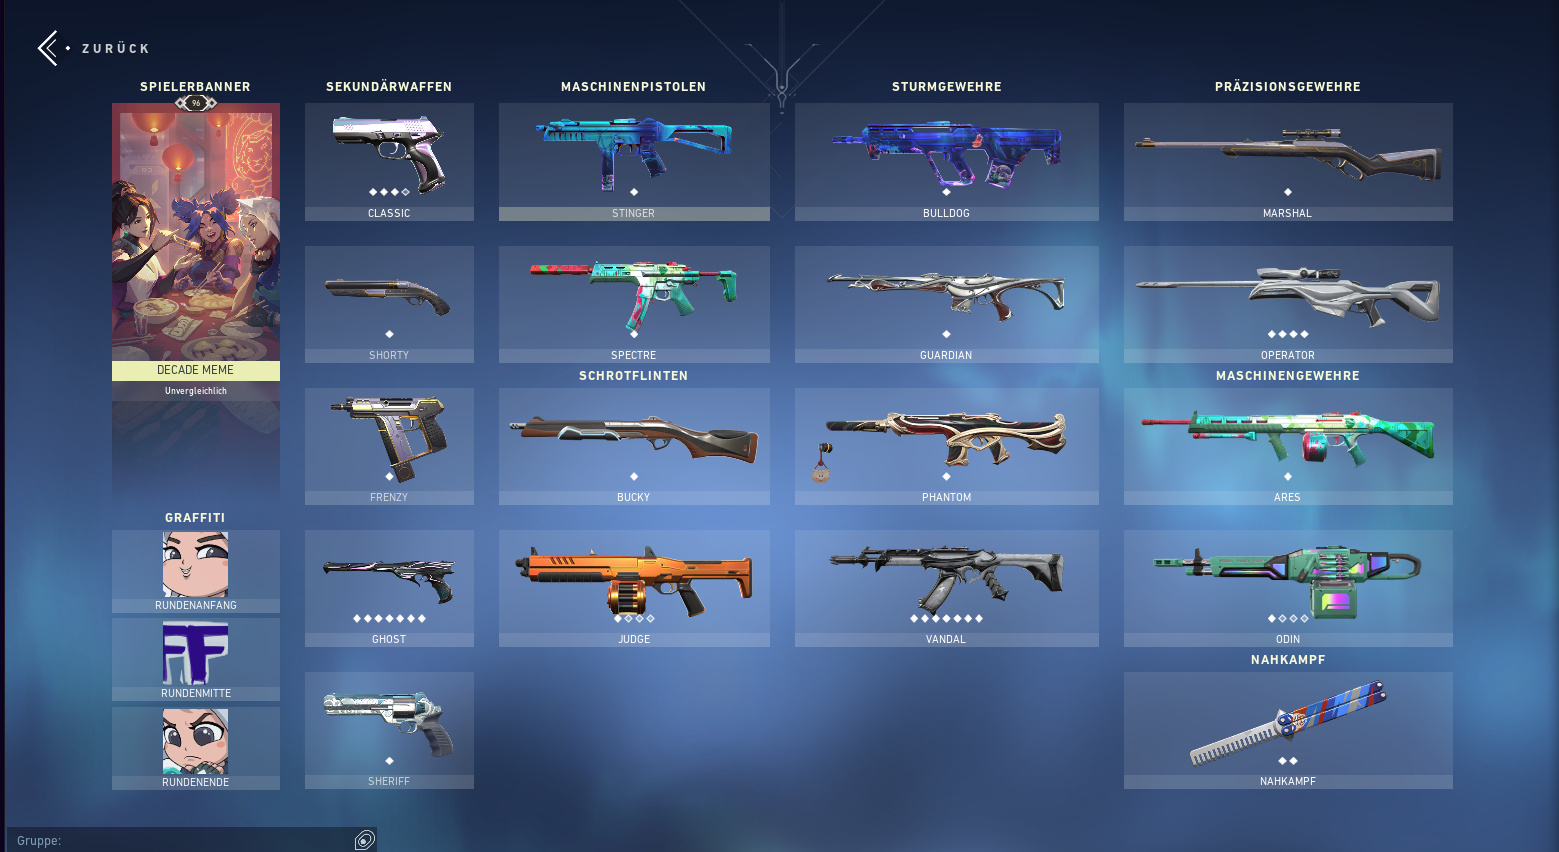 ZURÜCK
SPIELERBANNER
96
DECADE MEME
Unvergleichlich
GRAFFITI
RUNDENANFANG
RUNDENMITTE
RUNDENENDE
SEKUNDÄRWAFFEN
CLASSIC
SHORTY
FRENZY
GHOST
SHERIFF
MASCHINENPISTOLEN
STINGER
SPECTRE
SCHROTFLINTEN
BUCKY
JUDGE
STURMGEWEHRE
BULLDOG
GUARDIAN
PHANTOM
VANDAL
PRÄZISIONSGEWEHRE
MARSHAL
OPERATOR
MASCHINENGEWEHRE
ARES
ODIN
NAHKAMPF
NAHKAMPF
Gruppe: